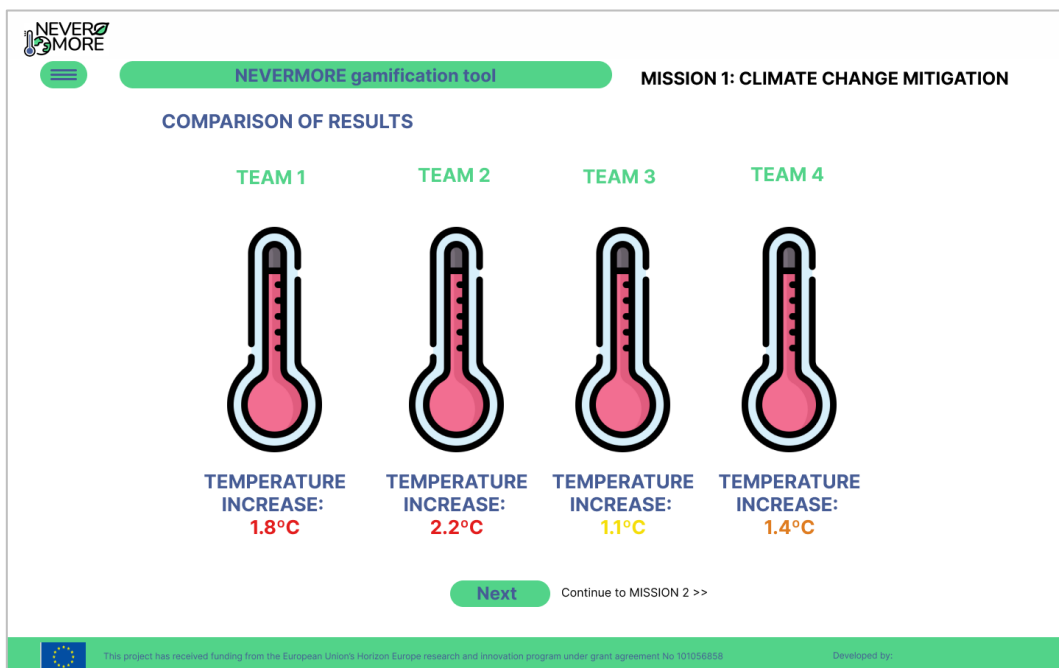 NEVER
MORE
NEVERMORE gamification tool
MISSION 1: CLIMATE CHANGE MITIGATION
COMPARISON OF RESULTS
TEAM 1
TEAM 2
TEAM 3
TEAM 4
TEMPERATURE
INCREASE:
1.8ºC
TEMPERATURE
INCREASE:
2.2ºC
TEMPERATURE
INCREASE:
1.1ºC
TEMPERATURE
INCREASE:
1.4ºC
Next
Continue to MISSION 2 >>
This project has received funding from the European Union's Horizon Europe research and innovation program under grant agreement No 101056858
Developed by: